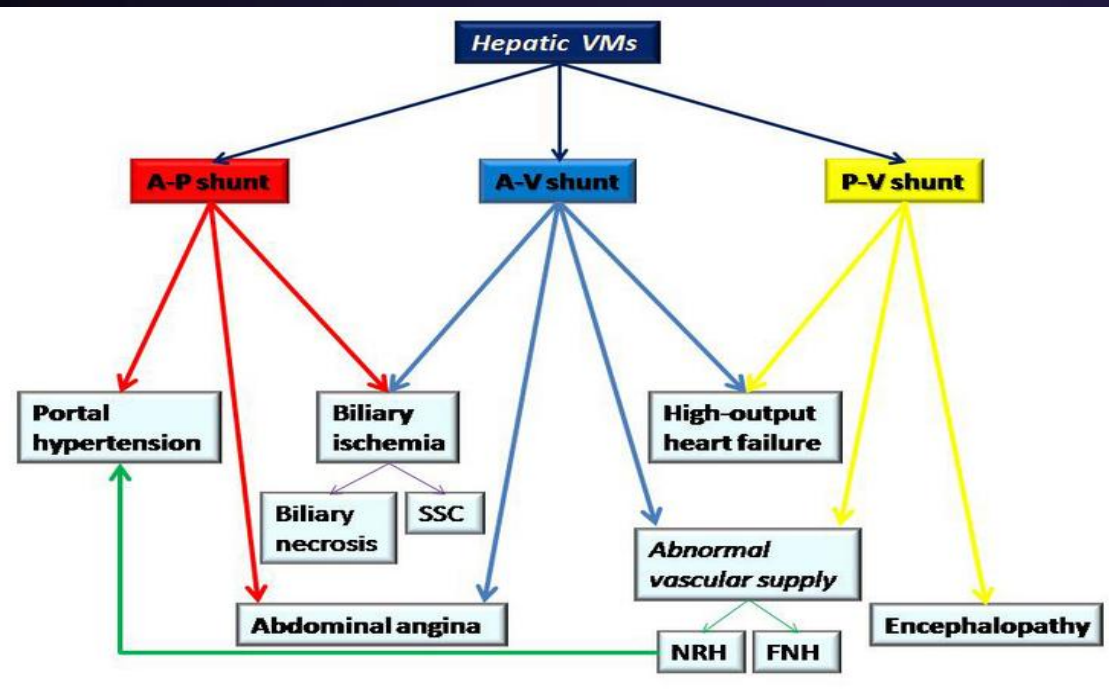 Hepatic VMs
A-P shunt
A-V shunt
P-V shunt
Portal
hypertension
Biliary
ischemia
High-output
heart failure
Biliary
necrosis
SSC
Abnormal
vascular supply
Abdominal angina
Encephalopathy
NRH
FNH